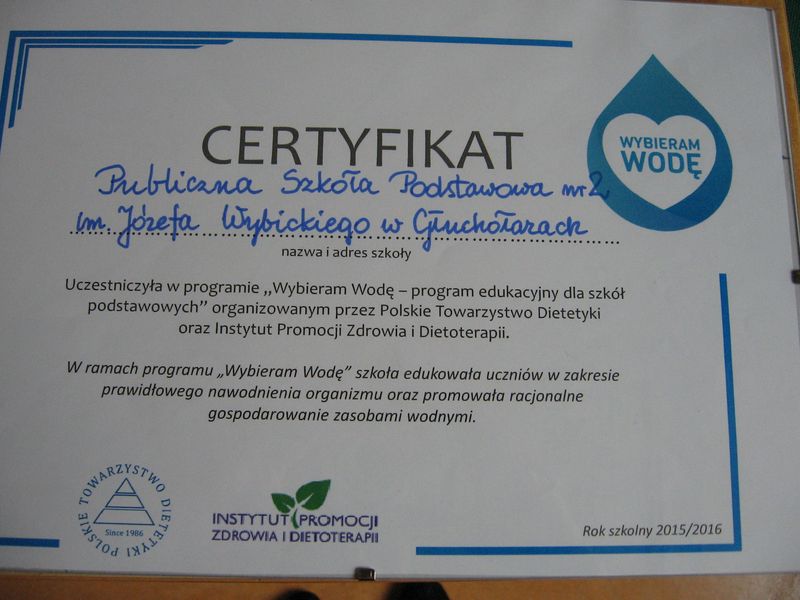 CERTYFIKAT
WYBIERAM
WODĘ
Publiczna Szkoła Podstawowa nr 2
im. Józefa Wybickiego w Głuchołazach
nazwa i adres szkoły
Uczestniczyła w programie „Wybieram Wodę – program edukacyjny dla szkół
podstawowych” organizowanym przez Polskie Towarzystwo Dietetyki
oraz Instytut Promocji Zdrowia i Dietoterapii.
W ramach programu „Wybieram Wodę” szkoła edukowała uczniów w zakresie
prawidłowego nawodnienia organizmu oraz promowała racjonalne
gospodarowanie zasobami wodnymi.
POLSKIE TOWARZYSTWO DIETETYKI
Since 1986
INSTYTUT PROMOCJI
ZDROWIA I DIETOTERAPII
Rok szkolny 2015/2016